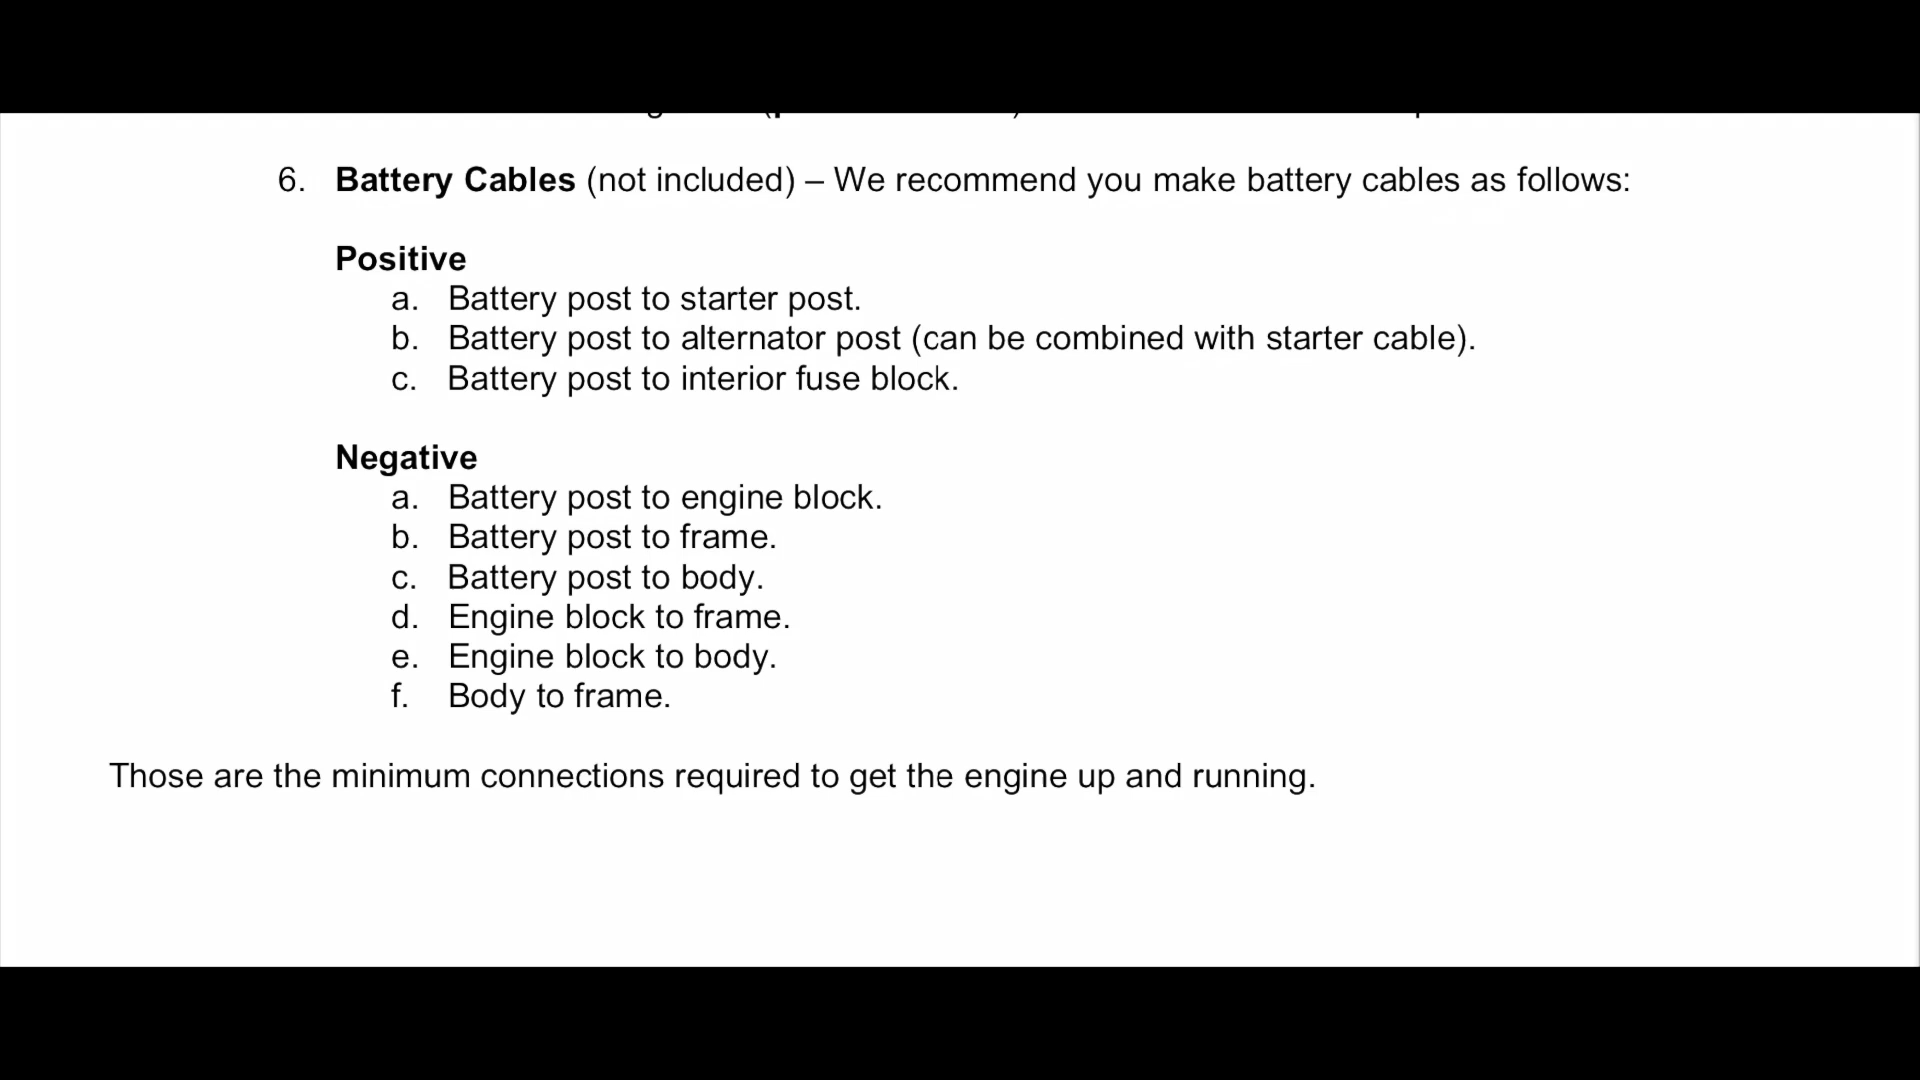 6. Battery Cables (not included) – We recommend you make battery cables as follows:
Positive
a. Battery post to starter post.
b. Battery post to alternator post (can be combined with starter cable).
c. Battery post to interior fuse block.
Negative
a. Battery post to engine block.
b. Battery post to frame.
c. Battery post to body.
d. Engine block to frame.
e. Engine block to body.
f. Body to frame.
Those are the minimum connections required to get the engine up and running.